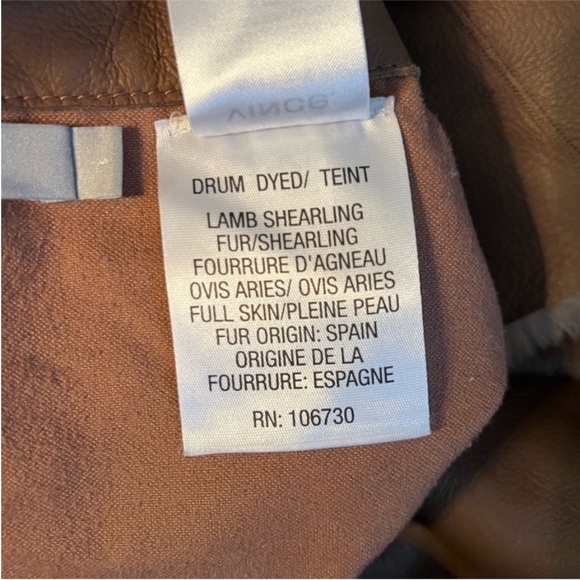 VINCE
DRUM DYED/ TEINT
LAMB SHEARLING
FUR/SHEARLING
FOURRURE D'AGNEAU
OVIS ARIES/ OVIS ARIES
FULL SKIN/PLEINE PEAU
FUR ORIGIN: SPAIN
ORIGINE DE LA
FOURRURE: ESPAGNE
RN: 106730